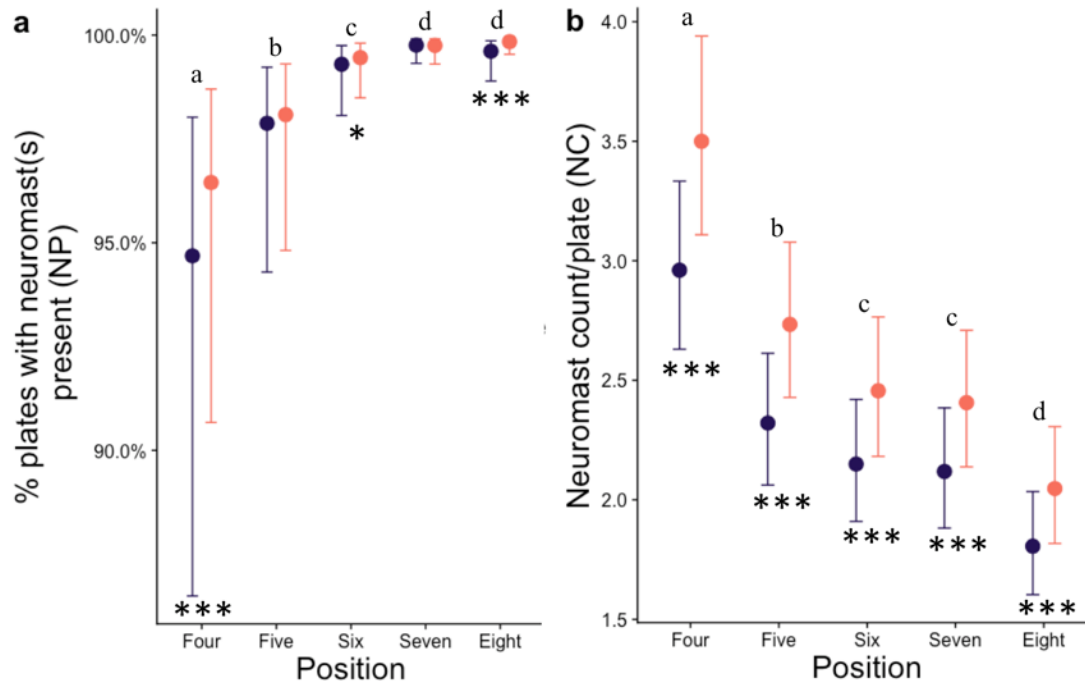 a
% plates with neuromast(s)
present (NP)
100.0%
95.0%
90.0%
a
b
c
d
d
***
*
***
Four
Five
Six
Seven
Eight
Position
b
Neuromast count/plate (NC)
4.0
3.5
3.0
2.5
2.0
1.5
a
b
c
c
d
***
***
***
***
***
Four
Five
Six
Seven
Eight
Position